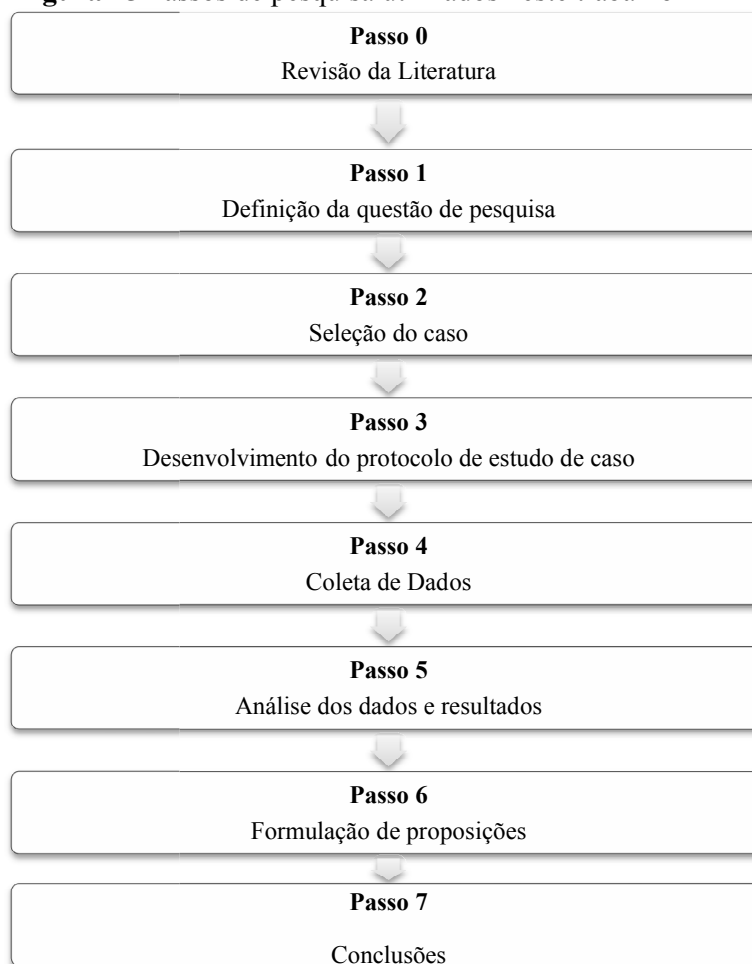 de pesquisa
Passo 0
Revisão da Literatura
Passo 1
Definição da questão de pesquisa
Passo 2
Seleção do caso
Passo 3
Desenvolvimento do protocolo de estudo de caso
Passo 4
Coleta de Dados
Passo 5
Análise dos dados e resultados
Passo 6
Formulação de proposições
Passo 7
Conclusões